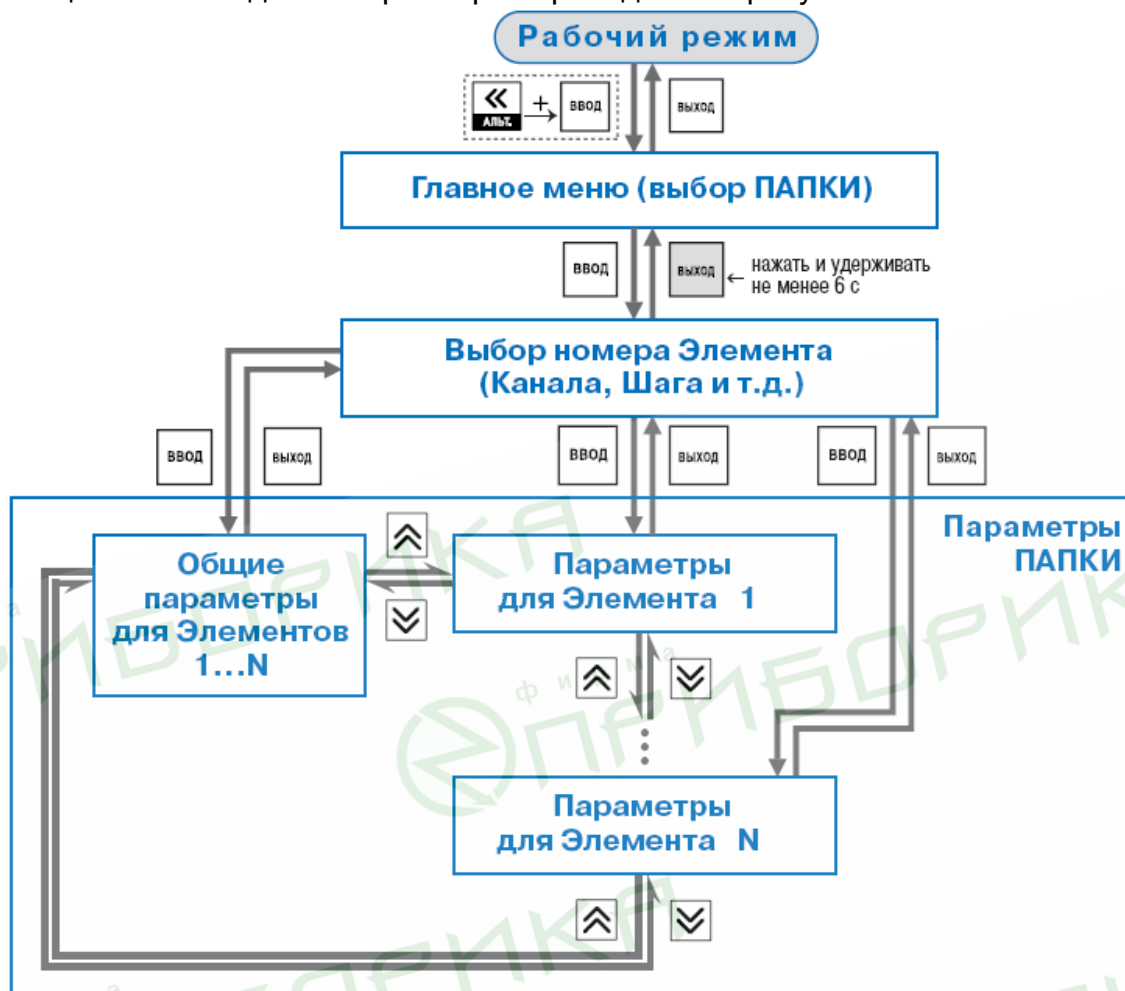 Рабочий режим
«
АЛЬТ.
+
ВВОД
ВЫХОД
Главное меню (выбор ПАПКИ)
ВВОД
ВЫХОД
нажать и удерживать
не менее 6 с
Выбор номера Элемента
(Канала, Шага и т.д.)
ВВОД
ВЫХОД
ВВОД
ВЫХОД
ВВОД
ВЫХОД
Параметры
ПАПКИ
Общие
параметры
для Элементов
1...N
Параметры
для Элемента 1
Параметры
для Элемента N
фирма
ПРИБОРИКА